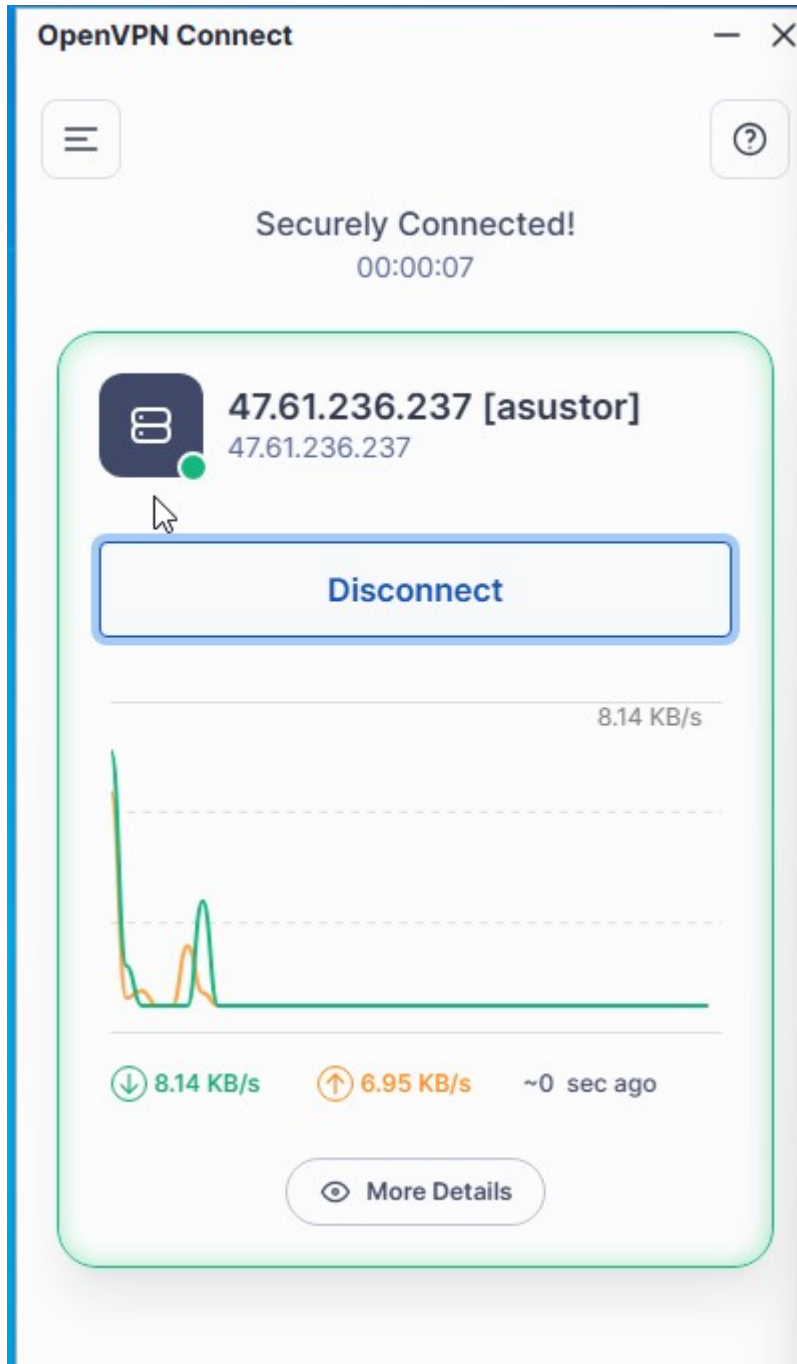 OpenVPN Connect
Securely Connected!
00:00:07
47.61.236.237 [asustor]
47.61.236.237
Disconnect
8.14 KB/s
8.14 KB/s 6.95 KB/s ~0 sec ago
More Details